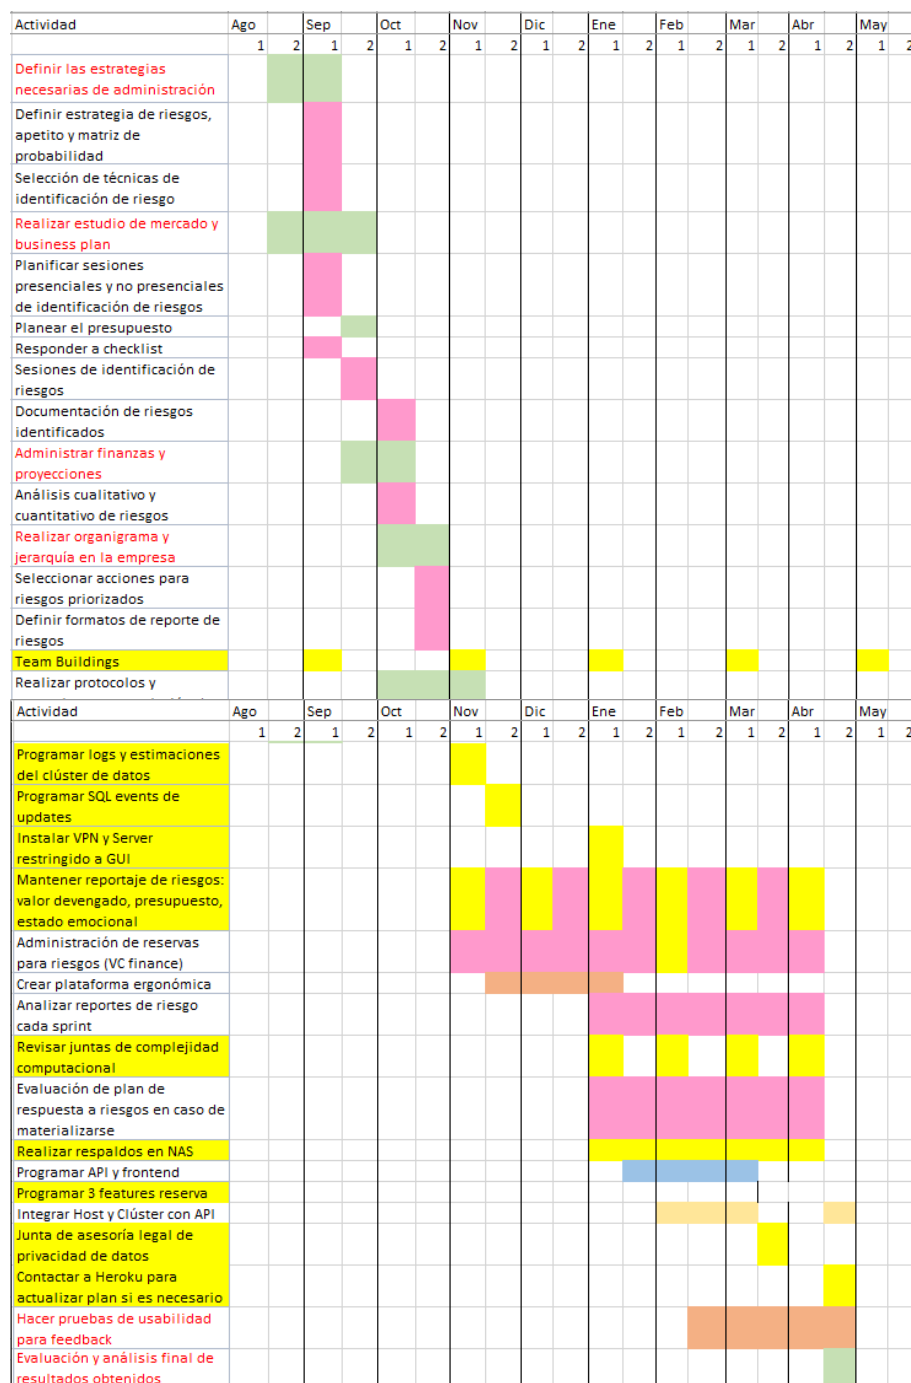 Actividad Ago Sep Oct Nov Dic Ene Feb Mar Abr May
1 2 1 2 1 2 1 2 1 2 1 2 1 2 1 2 1 2 1 2
Definir las estrategias
necesarias de administración
Definir estrategia de riesgos,
apetito y matriz de
probabilidad
Selección de técnicas de
identificación de riesgo
Realizar estudio de mercado y
business plan
Planificar sesiones
presenciales y no presenciales
de identificación de riesgos
Planear el presupuesto
Responder a checklist
Sesiones de identificación de
riesgos
Documentación de riesgos
identificados
Administrar finanzas y
proyecciones
Análisis cualitativo y
cuantitativo de riesgos
Realizar organigrama y
jerarquía en la empresa
Seleccionar acciones para
riesgos priorizados
Definir formatos de reporte de
riesgos
Team Buildings
Realizar protocolos y
Actividad Ago Sep Oct Nov Dic Ene Feb Mar Abr May
1 2 1 2 1 2 1 2 1 2 1 2 1 2 1 2 1 2 1 2
Programar logs y estimaciones
del clúster de datos
Programar SQL events de
updates
Instalar VPN y Server
restringido a GUI
Mantener reportaje de riesgos:
valor devengado, presupuesto,
estado emocional
Administración de reservas
para riesgos (VC finance)
Crear plataforma ergonómica
Analizar reportes de riesgo
cada sprint
Revisar juntas de complejidad
computacional
Evaluación de plan de
respuesta a riesgos en caso de
materializarse
Realizar respaldos en NAS
Programar API y frontend
Programar 3 features reserva
Integrar Host y Clúster con API
Junta de asesoría legal de
privacidad de datos
Contactar a Heroku para
actualizar plan si es necesario
Hacer pruebas de usabilidad
para feedback
Evaluación y análisis final de
resultados obtenidos